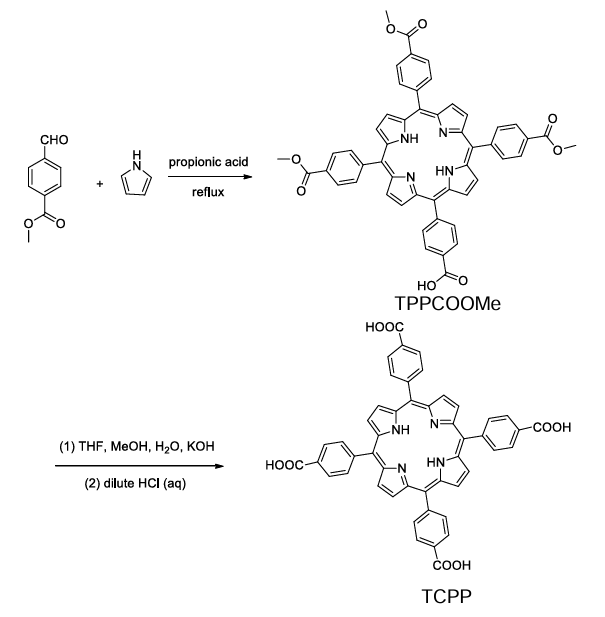 CHO
+
H
N
propionic acid
reflux
O
O
O
O
NH
N
N
HN
O
O
O
O
HO
O
TPPCOOMe
(1) THF, MeOH, H₂O, KOH
(2) dilute HCl (aq)
HOOC
NH
N
COOH
HOOC
N
HN
COOH
TCPP